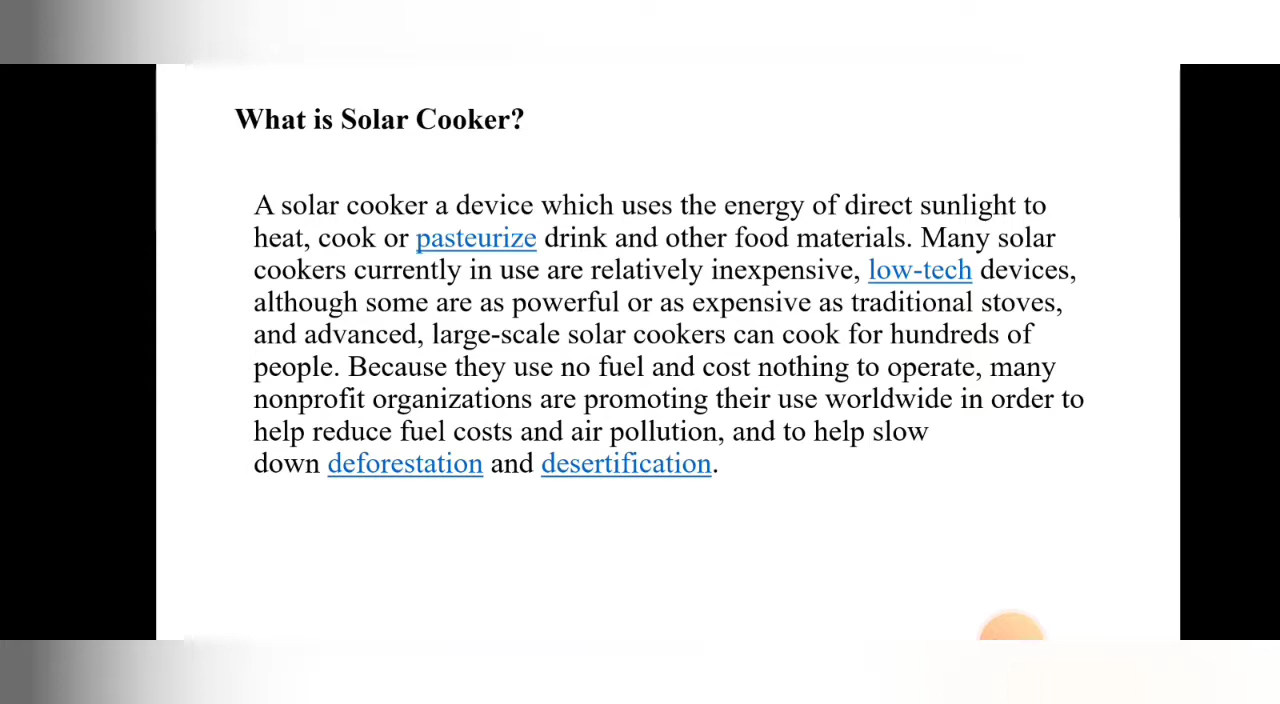 What is Solar Cooker?
A solar cooker a device which uses the energy of direct sunlight to
heat, cook or pasteurize drink and other food materials. Many solar
cookers currently in use are relatively inexpensive, low-tech devices,
although some are as powerful or as expensive as traditional stoves,
and advanced, large-scale solar cookers can cook for hundreds of
people. Because they use no fuel and cost nothing to operate, many
nonprofit organizations are promoting their use worldwide in order to
help reduce fuel costs and air pollution, and to help slow
down deforestation and desertification.